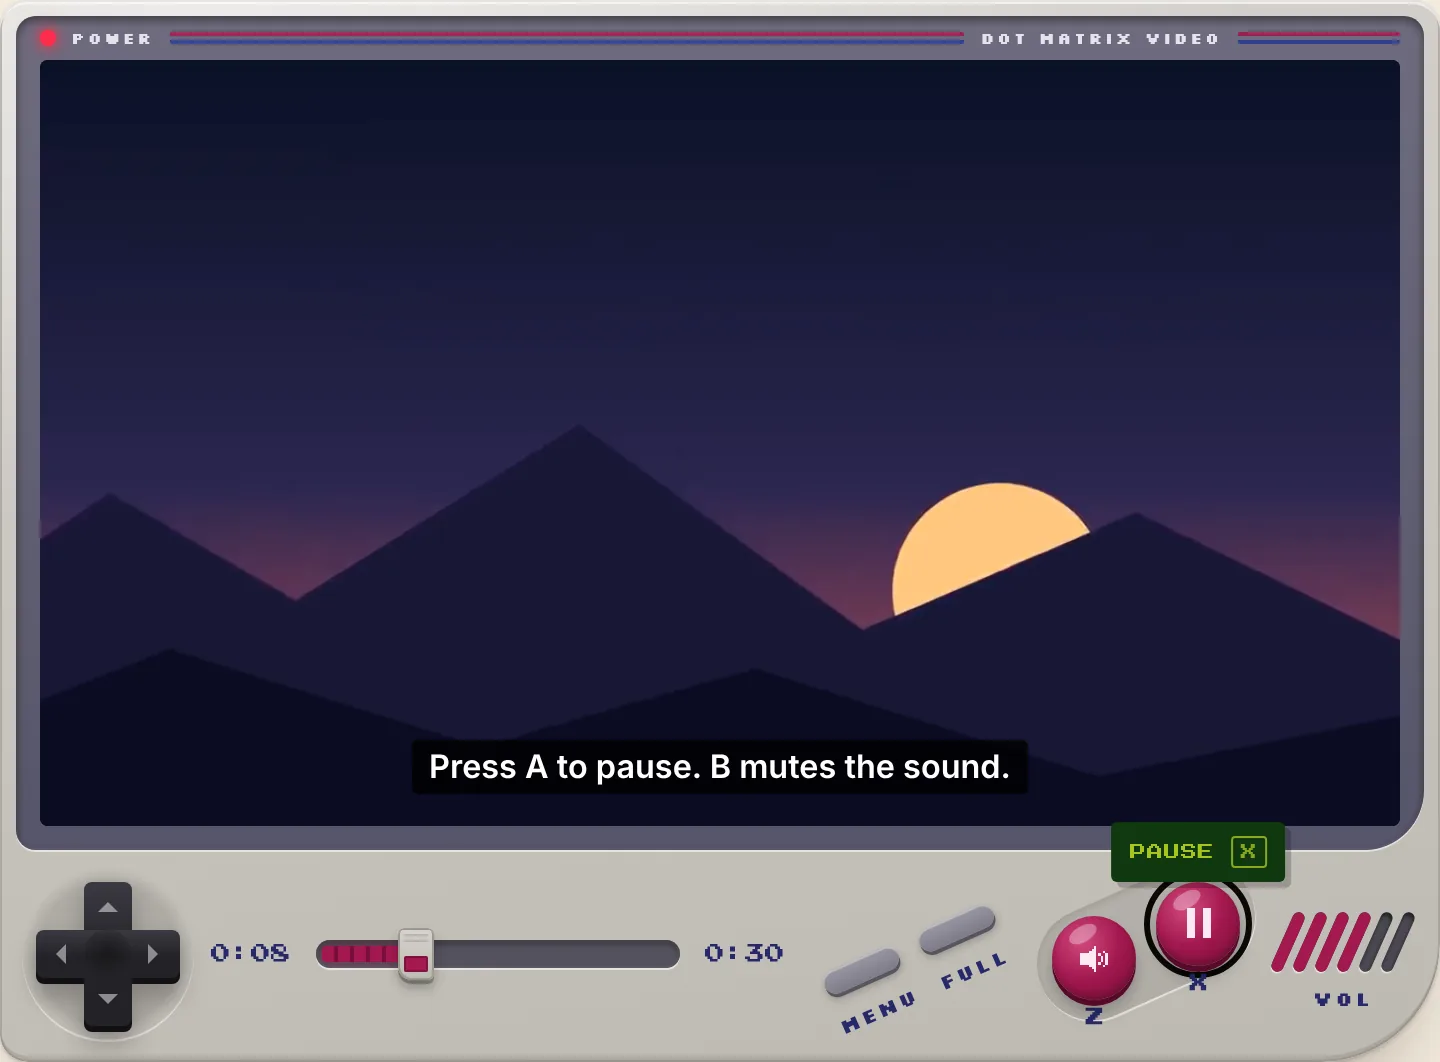 POWER
DOT MATRIX VIDEO
Press A to pause. B mutes the sound.
PAUSE X
0:08
0:30
MENU
FULL
Z
X
VOL